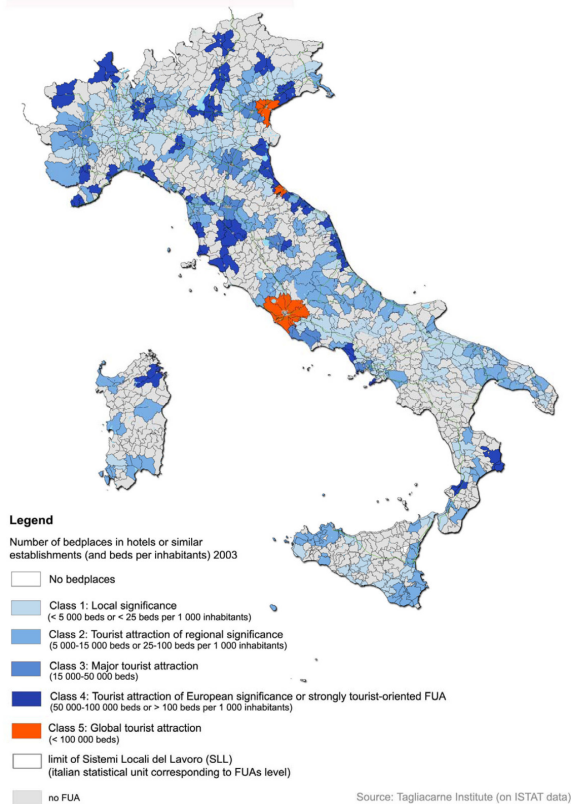 Legend
Number of bedplaces in hotels or similar
establishments (and beds per inhabitants) 2003
No bedplaces
Class 1: Local significance
(< 5 000 beds or < 25 beds per 1 000 inhabitants)
Class 2: Tourist attraction of regional significance
(5 000-15 000 beds or 25-100 beds per 1 000 inhabitants)
Class 3: Major tourist attraction
(15 000-50 000 beds)
Class 4: Tourist attraction of European significance or strongly tourist-oriented FUA
(50 000-100 000 beds or > 100 beds per 1 000 inhabitants)
Class 5: Global tourist attraction
(< 100 000 beds)
limit of Sistemi Locali del Lavoro (SLL)
(italian statistical unit corresponding to FUAs level)
no FUA
Source: Tagliacarne Institute (on ISTAT data)